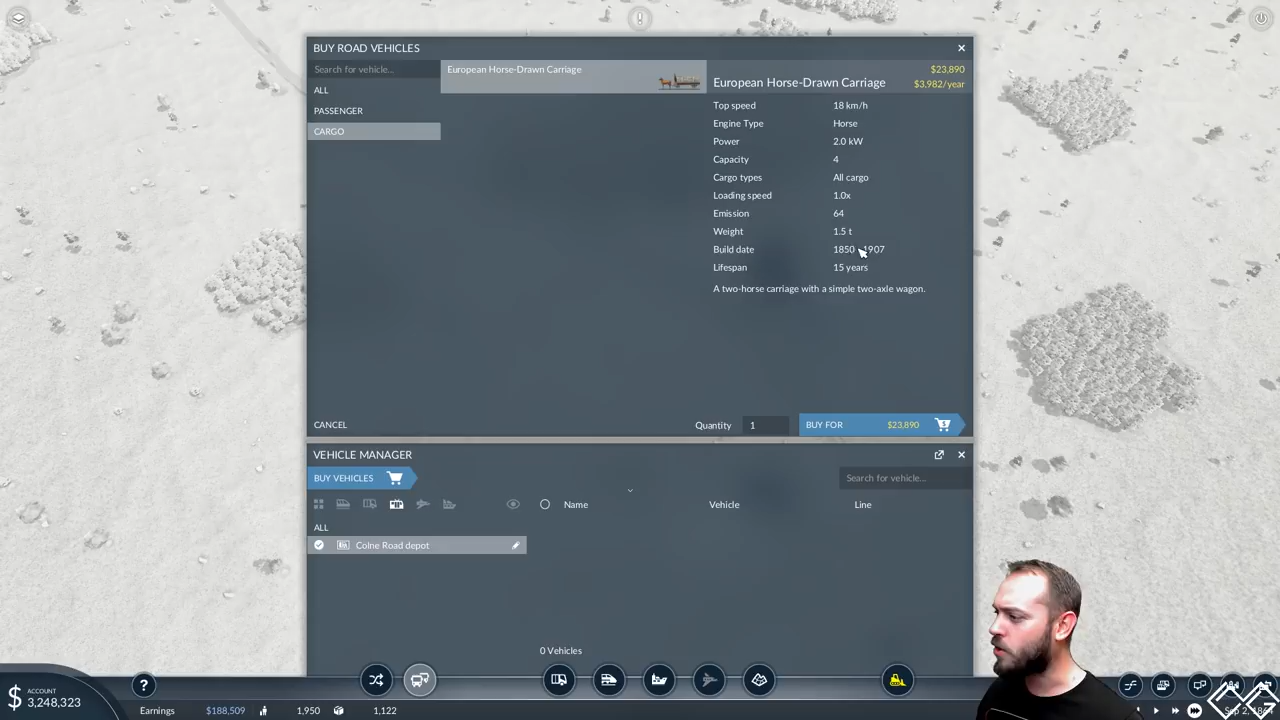 BUY ROAD VEHICLES
Search for vehicle...
ALL
PASSENGER
CARGO
European Horse-Drawn Carriage
European Horse-Drawn Carriage
$23,890
$3,982/year
Top speed 18 km/h
Engine Type Horse
Power 2.0 kW
Capacity 4
Cargo types All cargo
Loading speed 1.0x
Emission 64
Weight 1.5 t
Build date 1850 1907
Lifespan 15 years
A two-horse carriage with a simple two-axle wagon.
CANCEL
Quantity 1
BUY FOR $23,890
VEHICLE MANAGER
BUY VEHICLES
Search for vehicle...
Name Vehicle Line
ALL
Colne Road depot
0 Vehicles
$ ACCOUNT
3,248,323
?
Earnings $188,509 1,950 1,122
Sep 2,